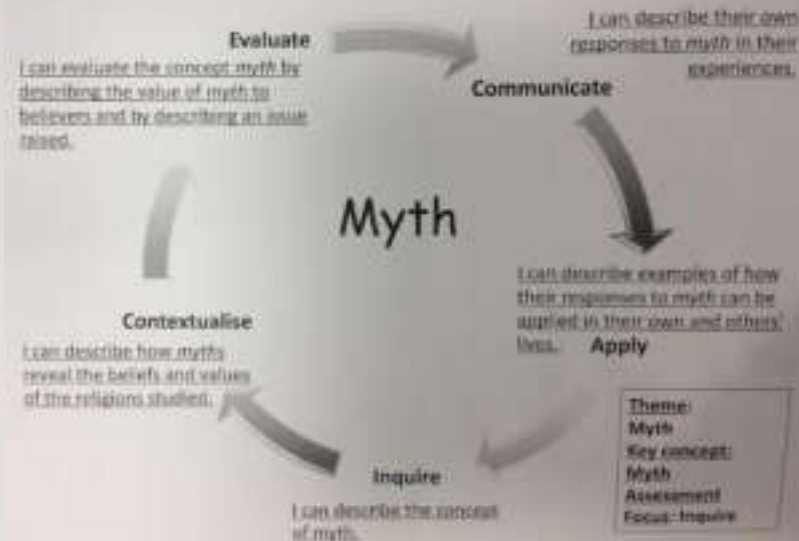 Evaluate
I can evaluate the concept myth by
describing the value of myth to
believers and by describing an issue
raised.
I can describe their own
responses to myth in their
experiences.
Communicate
Myth
I can describe examples of how
their responses to myth can be
applied in their own and others'
lives.
Apply
Contextualise
I can describe how myths
reveal the beliefs and values
of the religions studied.
Inquire
I can describe the concept
of myth.
Theme:
Myth
Key concept:
Myth
Assessment
Focus: Inquire